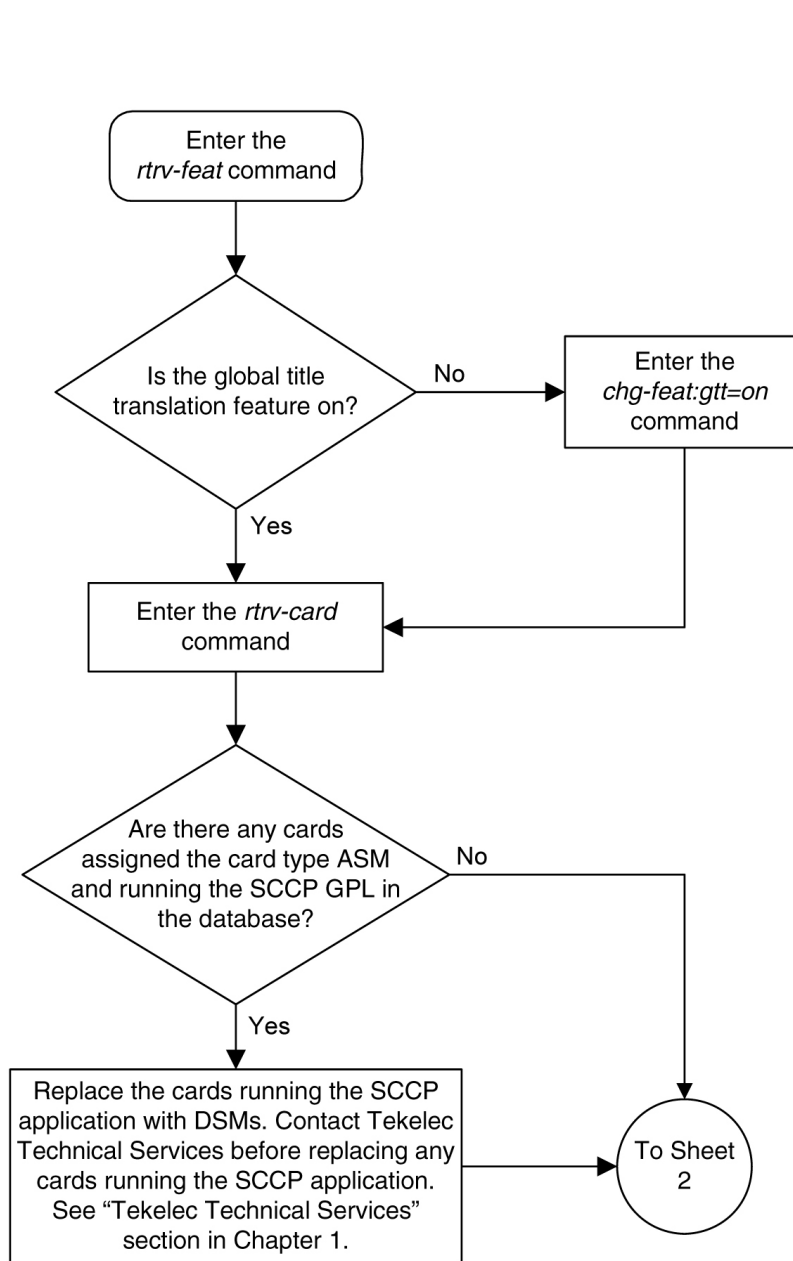 Enter the
rtrv-feat command
Is the global title
translation feature on?
No
Enter the
chg-feat:gtt=on
command
Yes
Enter the rtrv-card
command
Are there any cards
assigned the card type ASM
and running the SCCP GPL in
the database?
No
Yes
Replace the cards running the SCCP
application with DSMs. Contact Tekelec
Technical Services before replacing any
cards running the SCCP application.
See “Tekelec Technical Services”
section in Chapter 1.
To Sheet
2